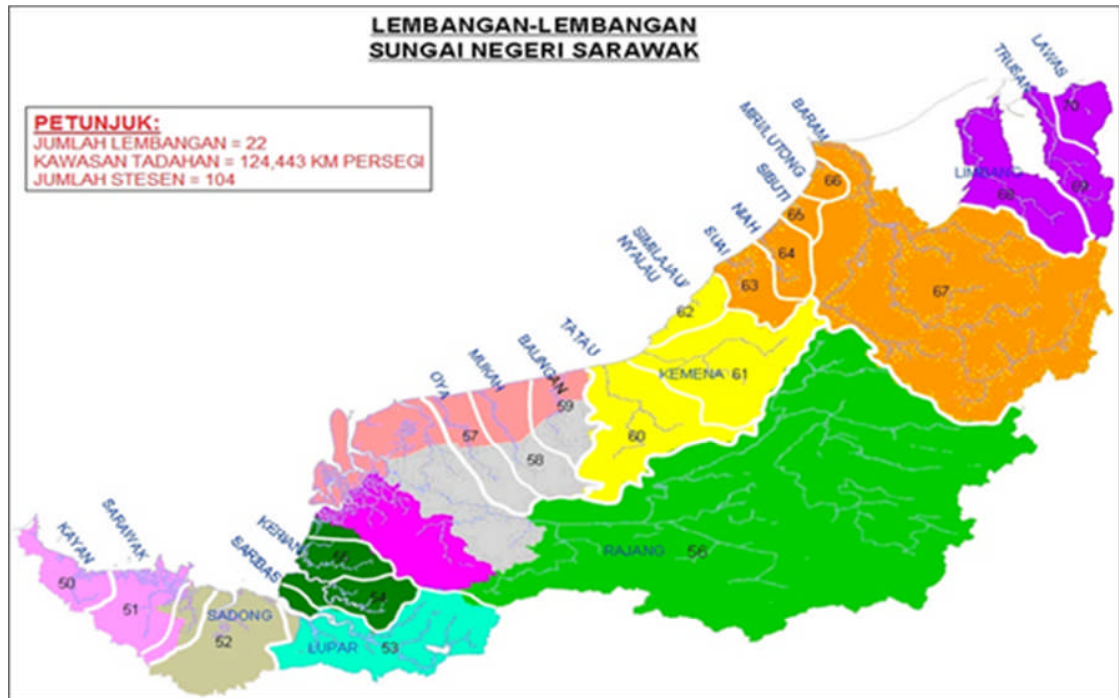 LEMBANGAN-LEMBANGAN
SUNGAI NEGERI SARAWAK
PETUNJUK:
JUMLAH LEMBANGAN = 22
KAWASAN TADAHAN = 124,443 KM PERSEGI
JUMLAH STESEN = 104
LAWAS
TRUSAN
70
BARAM
MIRI/LUTONG
LIMBANG
66
69
68
SIBUTI
65
NIAH
64
SUAI
63
67
SIMILAJAU/
NYALAU
62
TATAU
KEMENA
61
BALINGAN
MUKAH
OYA
59
57
60
58
KERIAN
SARIBAS
55
RAJANG
56
SARAWAK
KAYAN
50
51
54
SADONG
52
LUPAR
53